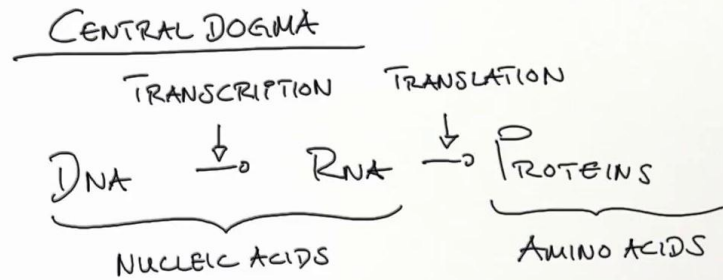 CENTRAL DOGMA
TRANSCRIPTION TRANSLATION
DNA → RNA → PROTEINS
NUCLEIC ACIDS AMINO ACIDS